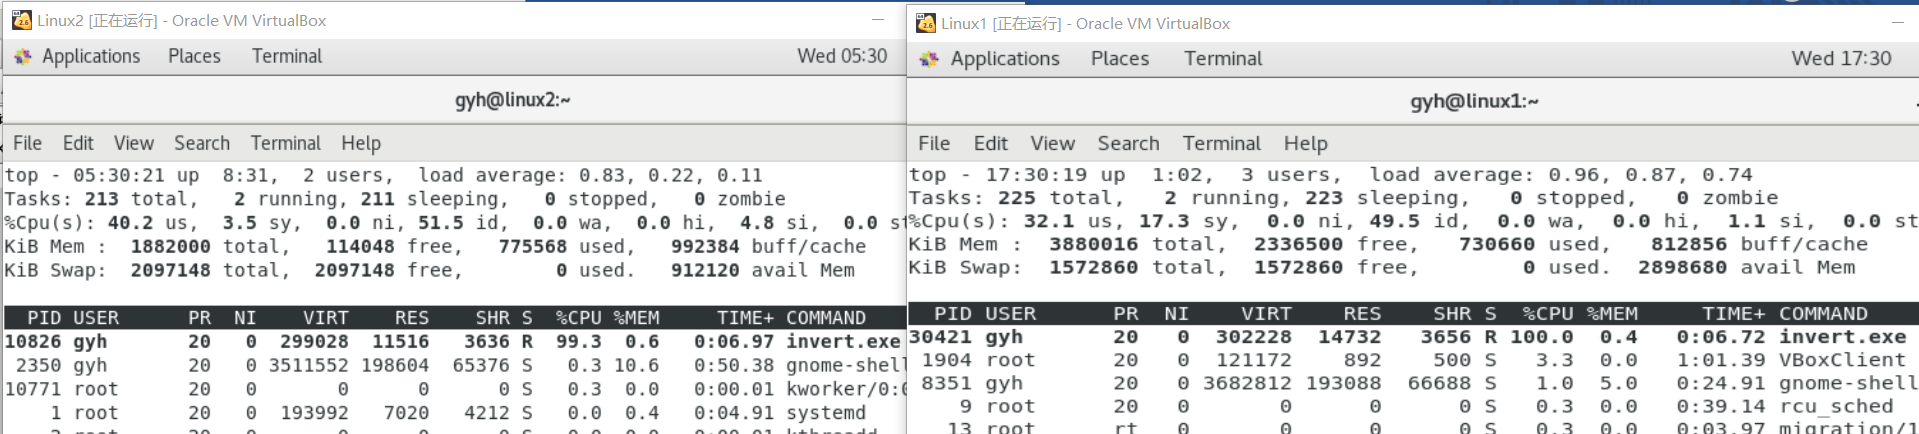 Linux2 [正在运行] - Oracle VM VirtualBox
Applications Places Terminal Wed 05:30
gyh@linux2:~
File Edit View Search Terminal Help
top - 05:30:21 up 8:31, 2 users, load average: 0.83, 0.22, 0.11
Tasks: 213 total, 2 running, 211 sleeping, 0 stopped, 0 zombie
%Cpu(s): 40.2 us, 3.5 sy, 0.0 ni, 51.5 id, 0.0 wa, 0.0 hi, 4.8 si, 0.0 st
KiB Mem : 1882000 total, 114048 free, 775568 used, 992384 buff/cache
KiB Swap: 2097148 total, 2097148 free, 0 used. 912120 avail Mem
PID USER PR NI VIRT RES SHR S %CPU %MEM TIME+ COMMAND
10826 gyh 20 0 299028 11516 3636 R 99.3 0.6 0:06.97 invert.exe
2350 gyh 20 0 3511552 198604 65376 S 0.3 10.6 0:50.38 gnome-shell
10771 root 20 0 0 0 0 S 0.3 0.0 0:00.01 kworker/0:
1 root 20 0 193992 7020 4212 S 0.0 0.4 0:04.91 systemd
Linux1 [正在运行] - Oracle VM VirtualBox
Applications Places Terminal Wed 17:30
gyh@linux1:~
File Edit View Search Terminal Help
top - 17:30:19 up 1:02, 3 users, load average: 0.96, 0.87, 0.74
Tasks: 225 total, 2 running, 223 sleeping, 0 stopped, 0 zombie
%Cpu(s): 32.1 us, 17.3 sy, 0.0 ni, 49.5 id, 0.0 wa, 0.0 hi, 1.1 si, 0.0 st
KiB Mem : 3880016 total, 2336500 free, 730660 used, 812856 buff/cache
KiB Swap: 1572860 total, 1572860 free, 0 used. 2898680 avail Mem
PID USER PR NI VIRT RES SHR S %CPU %MEM TIME+ COMMAND
30421 gyh 20 0 302228 14732 3656 R 100.0 0.4 0:06.72 invert.exe
1904 root 20 0 121172 892 500 S 3.3 0.0 1:01.39 VBoxClient
8351 gyh 20 0 3682812 193088 66688 S 1.0 5.0 0:24.91 gnome-shell
9 root 20 0 0 0 0 S 0.3 0.0 0:39.14 rcu_sched
13 root rt 0 0 0 0 S 0.3 0.0 0:03.97 migration/1